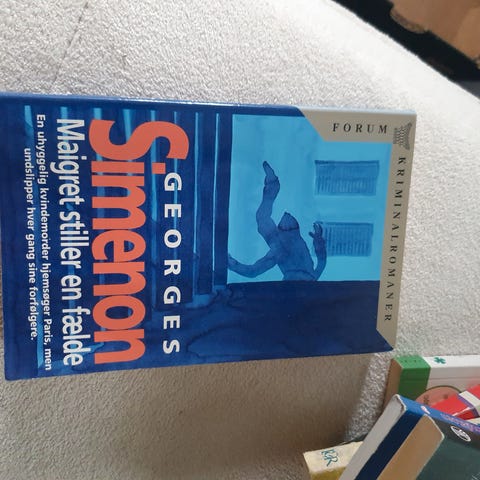 FORUM
KRIMINALROMANER
GEORGES
Simenon
Maigret stiller en fælde
En uhyggelig kvindemorder hjemsøger Paris, men
undslipper hver gang sine forfølgere.